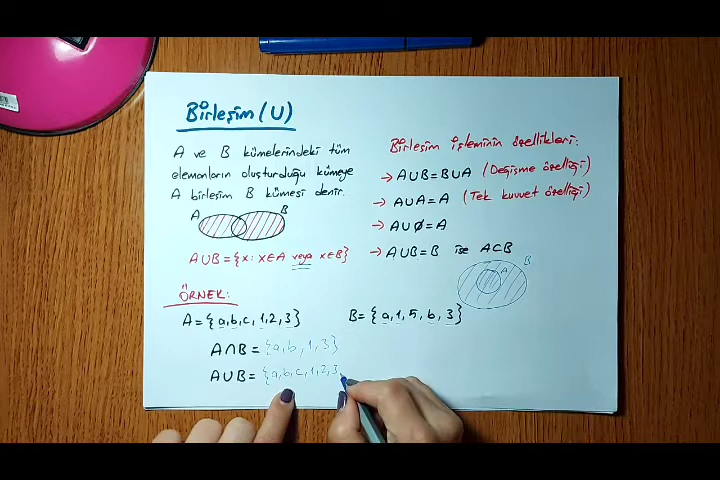 Birleşim (∪)
A ve B kümelerindeki tüm
elemanların oluşturduğu kümeye
A birleşim B kümesi denir.
A B
A∪B={x: x∈A veya x∈B}
Birleşim işleminin özellikleri:
→ A∪B=B∪A (Değişme özelliği)
→ A∪A=A (Tek kuvvet özelliği)
→ A∪∅=A
→ A∪B=B ise A⊂B
A B
ÖRNEK:
A={a,b,c,1,2,3} B={a,1,5,b,3}
A∩B={a,b,1,3}
A∪B={a,b,c,1,2,3,